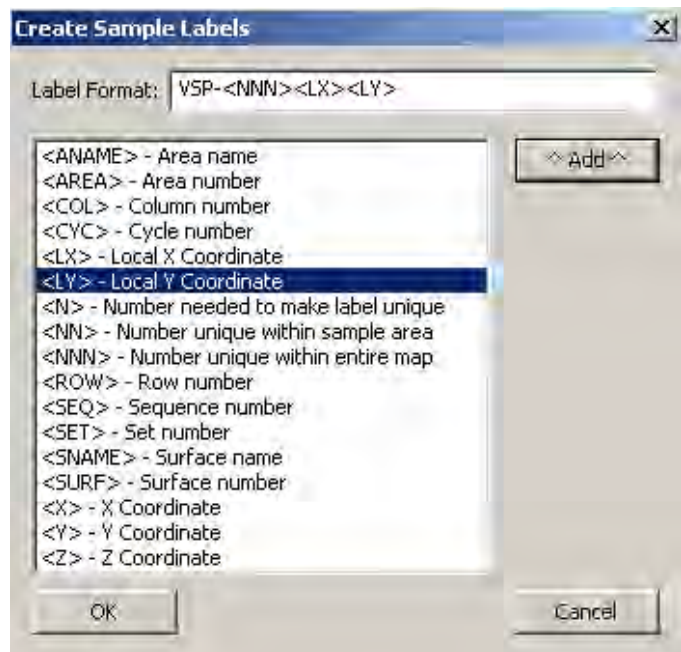 Create Sample Labels
Label Format: VSP-<NNN><LX><LY>
<ANAME> - Area name
<AREA> - Area number
<COL> - Column number
<CYC> - Cycle number
<LX> - Local X Coordinate
<LY> - Local Y Coordinate
<N> - Number needed to make label unique
<NN> - Number unique within sample area
<NNN> - Number unique within entire map
<ROW> - Row number
<SEQ> - Sequence number
<SET> - Set number
<SNAME> - Surface name
<SURF> - Surface number
<X> - X Coordinate
<Y> - Y Coordinate
<Z> - Z Coordinate
^ Add ^
OK
Cancel